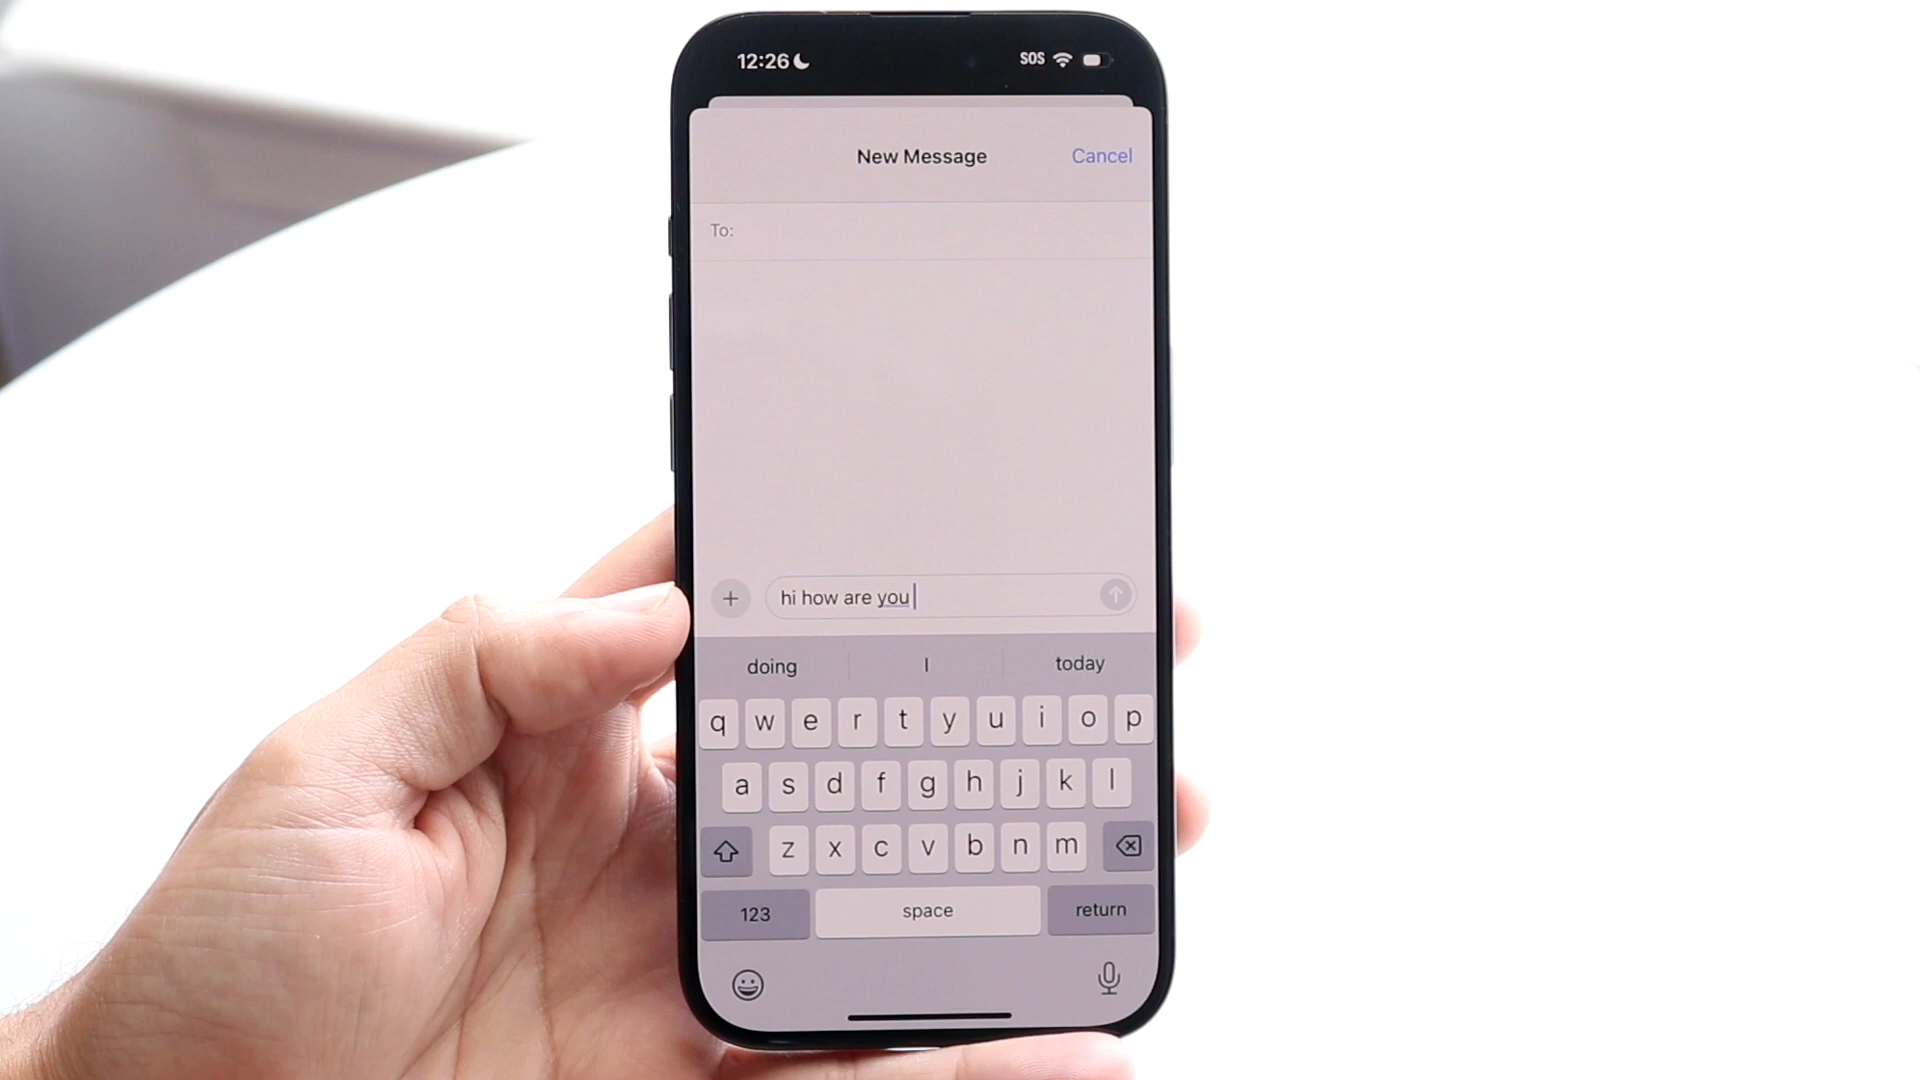 12:26 SOS
New Message Cancel
To:
hi how are you
doing I today
q w e r t y u i o p
a s d f g h j k l
z x c v b n m
123 space return